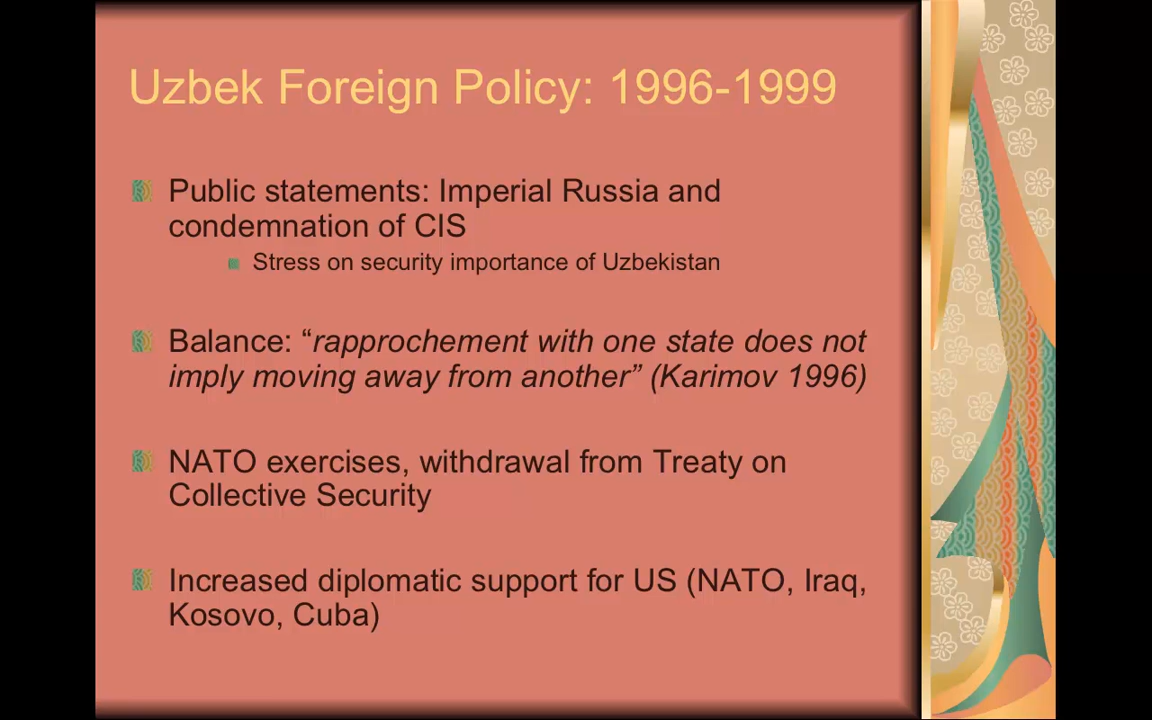 Uzbek Foreign Policy: 1996-1999
Public statements: Imperial Russia and
condemnation of CIS
Stress on security importance of Uzbekistan
Balance: “rapprochement with one state does not
imply moving away from another” (Karimov 1996)
NATO exercises, withdrawal from Treaty on
Collective Security
Increased diplomatic support for US (NATO, Iraq,
Kosovo, Cuba)